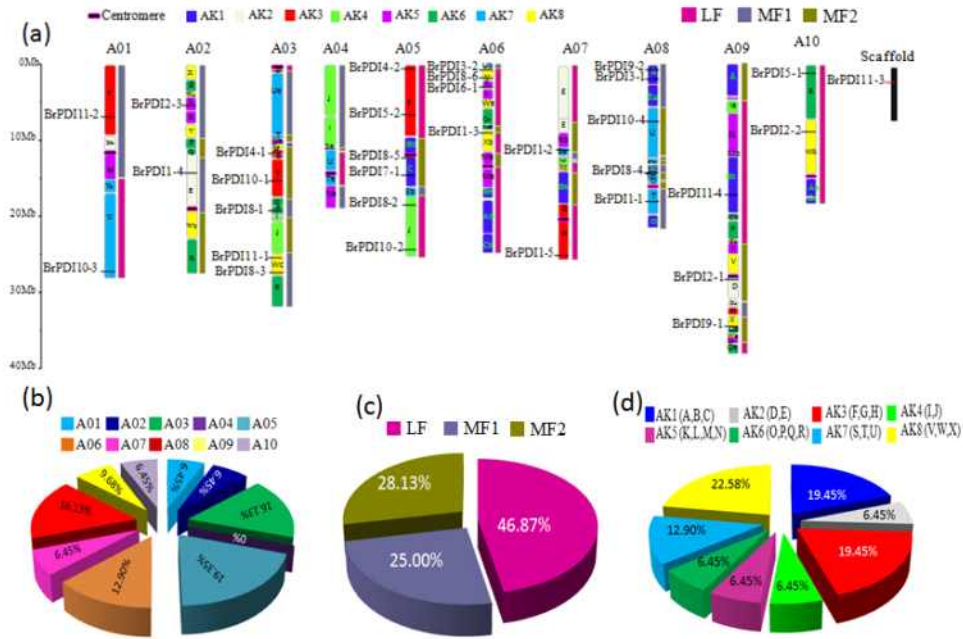 (a)
Centromere AK1 AK2 AK3 AK4 AK5 AK6 AK7 AK8
LF MF1 MF2
A01 A02 A03 A04 A05 A06 A07 A08 A09 A10 Scaffold
0Mb
10Mb
20Mb
30Mb
40Mb
BrPDI11-2
BrPDI10-3
BrPDI2-3
BrPDI1-4
BrPDI4-1
BrPDI10-1
BrPDI8-1
BrPDI11-1
BrPDI8-3
BrPDI4-2
BrPDI5-2
BrPDI8-5
BrPDI7-1
BrPDI8-2
BrPDI10-2
BrPDI3-2
BrPDI8-6
BrPDI6-1
BrPDI1-3
BrPDI1-2
BrPDI1-5
BrPDI9-2
BrPDI3-1
BrPDI10-4
BrPDI8-4
BrPDI1-1
BrPDI11-4
BrPDI2-1
BrPDI9-1
BrPDI5-1
BrPDI2-2
BrPDI11-3
(b)
A01 A02 A03 A04 A05
A06 A07 A08 A09 A10
6.45%
6.45%
16.13%
0%
19.35%
12.90%
6.45%
16.13%
9.68%
6.45%
(c)
LF MF1 MF2
28.13%
46.87%
25.00%
(d)
AK1 (A,B,C) AK2 (D,E) AK3 (F,G,H) AK4 (I,J)
AK5 (K,L,M,N) AK6 (O,P,Q,R) AK7 (S,T,U) AK8 (V,W,X)
22.58%
19.45%
6.45%
19.45%
6.45%
6.45%
6.45%
12.90%